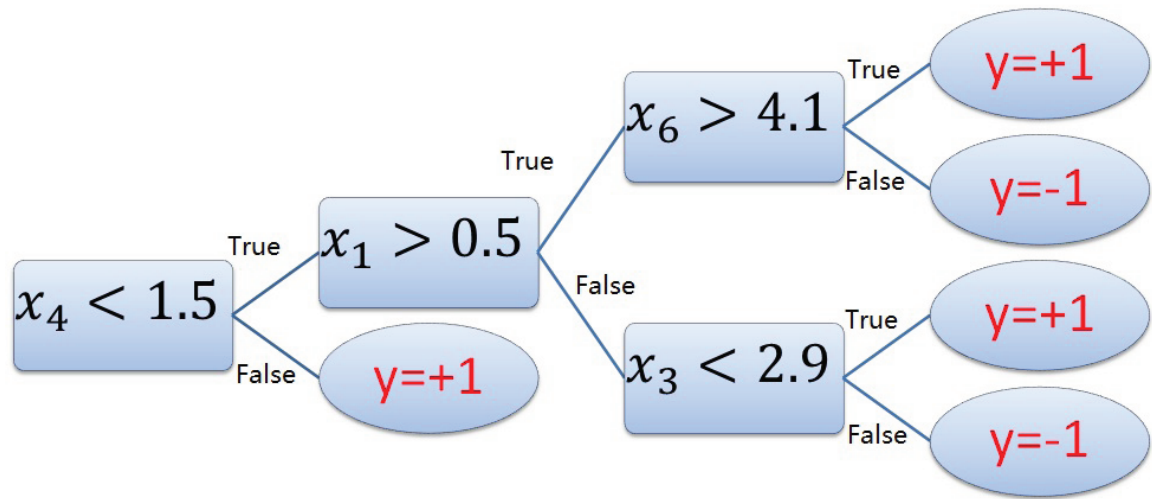 x₄ < 1.5
True
False
x₁ > 0.5
y=+1
True
False
x₆ > 4.1
x₃ < 2.9
True
False
True
False
y=+1
y=-1
y=+1
y=-1